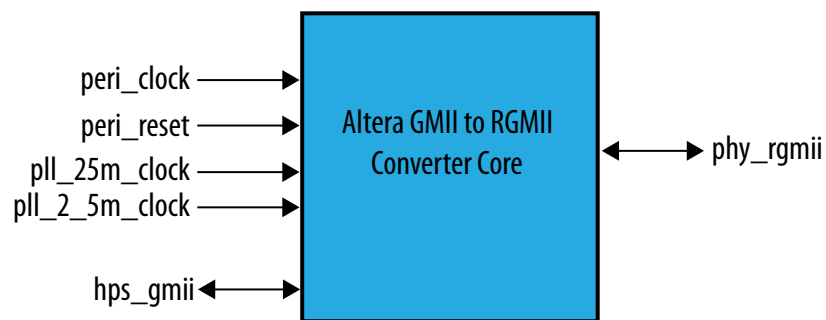 peri_clock
peri_reset
pll_25m_clock
pll_2_5m_clock
hps_gmii
Altera GMII to RGMII
Converter Core
phy_rgmii